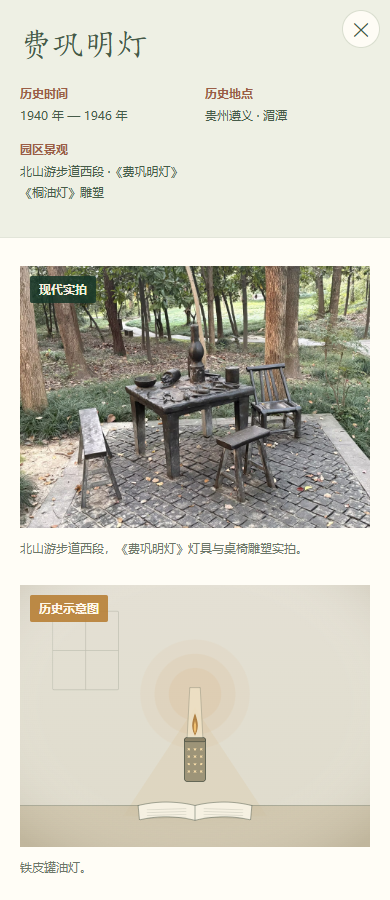 费巩明灯
历史时间
1940 年 — 1946 年
历史地点
贵州遵义 · 湄潭
园区景观
北山游步道西段 ·《费巩明灯》
《桐油灯》雕塑
现代实拍
北山游步道西段，《费巩明灯》灯具与桌椅雕塑实拍。
历史示意图
铁皮罐油灯。